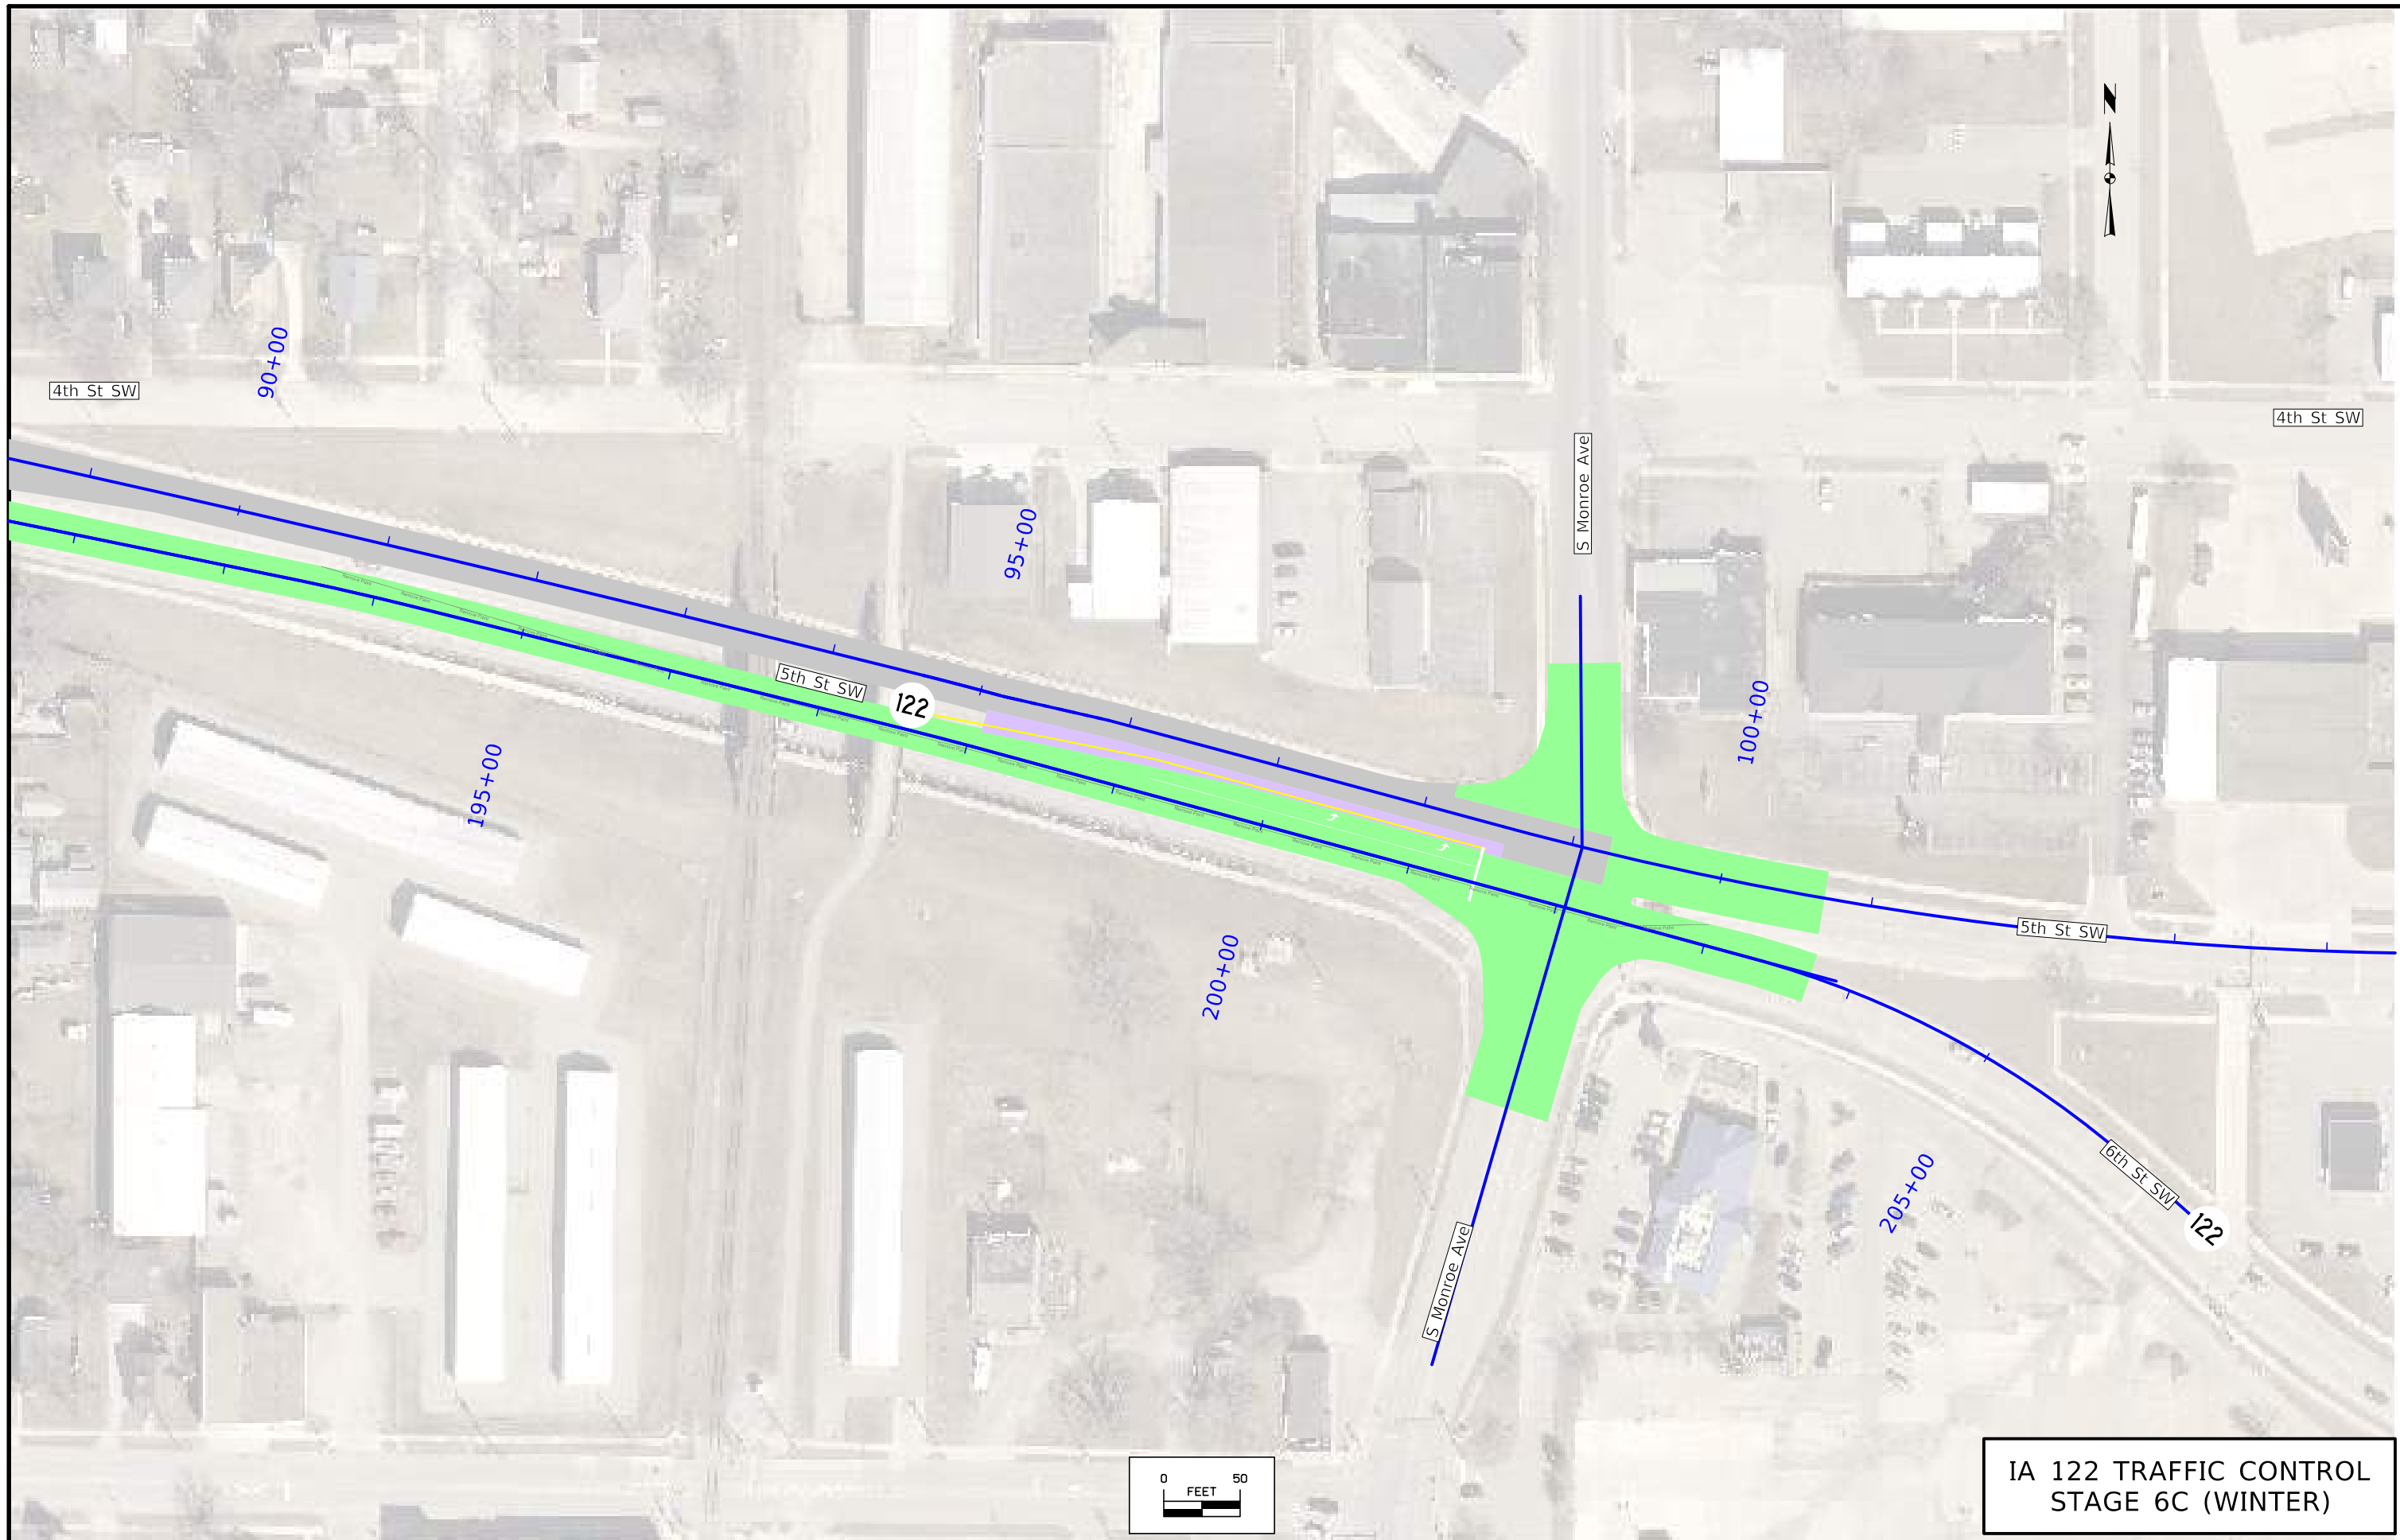 N
90+00
4th St SW
4th St SW
S Monroe Ave
95+00
5th St SW
122
100+00
195+00
5th St SW
200+00
205+00
6th St SW
122
S Monroe Ave
0 50
FEET
IA 122 TRAFFIC CONTROL
STAGE 6C (WINTER)